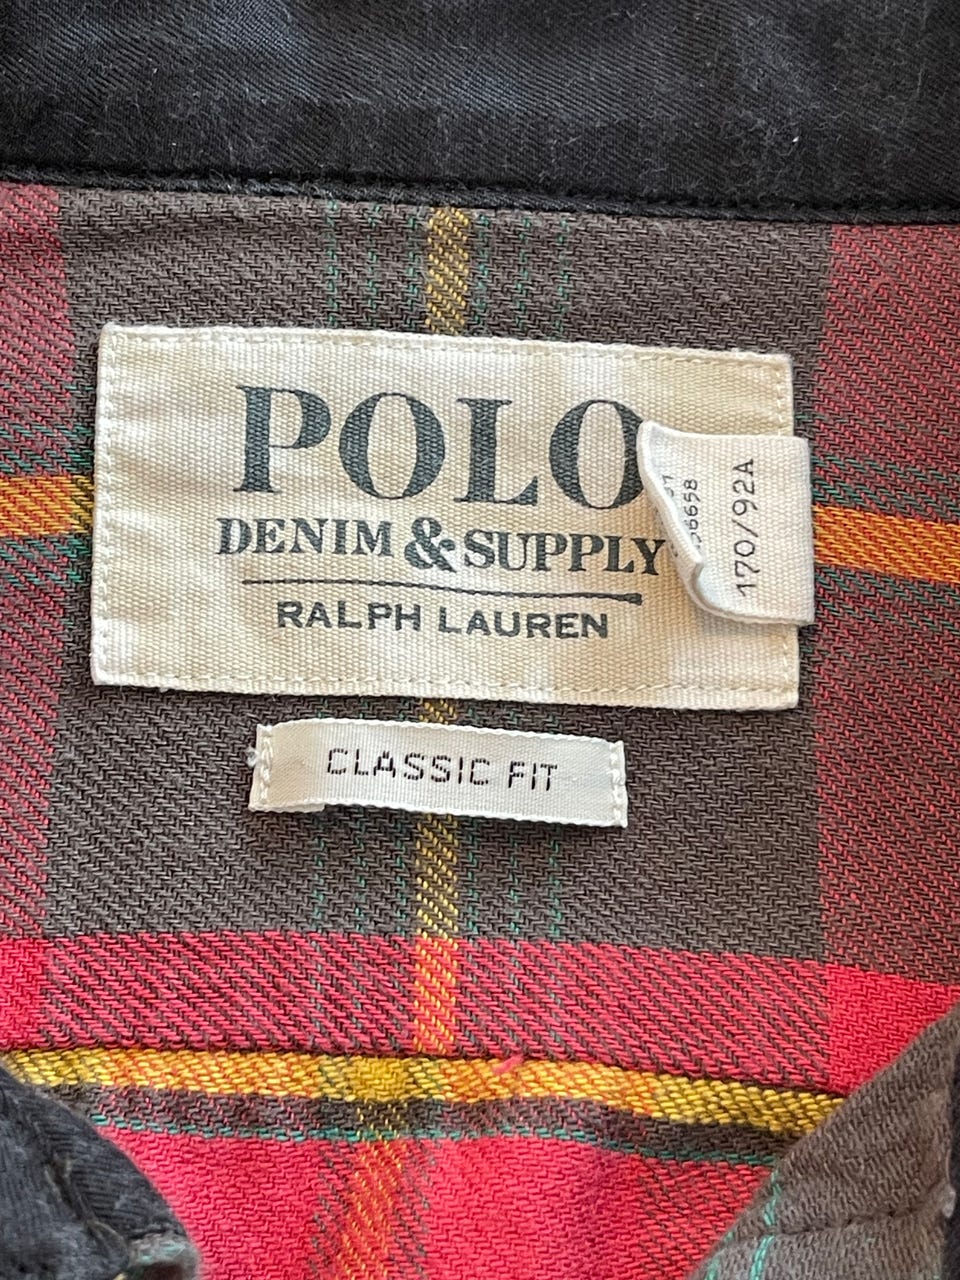 POLO
DENIM & SUPPLY
RALPH LAUREN
170/92A
CLASSIC FIT